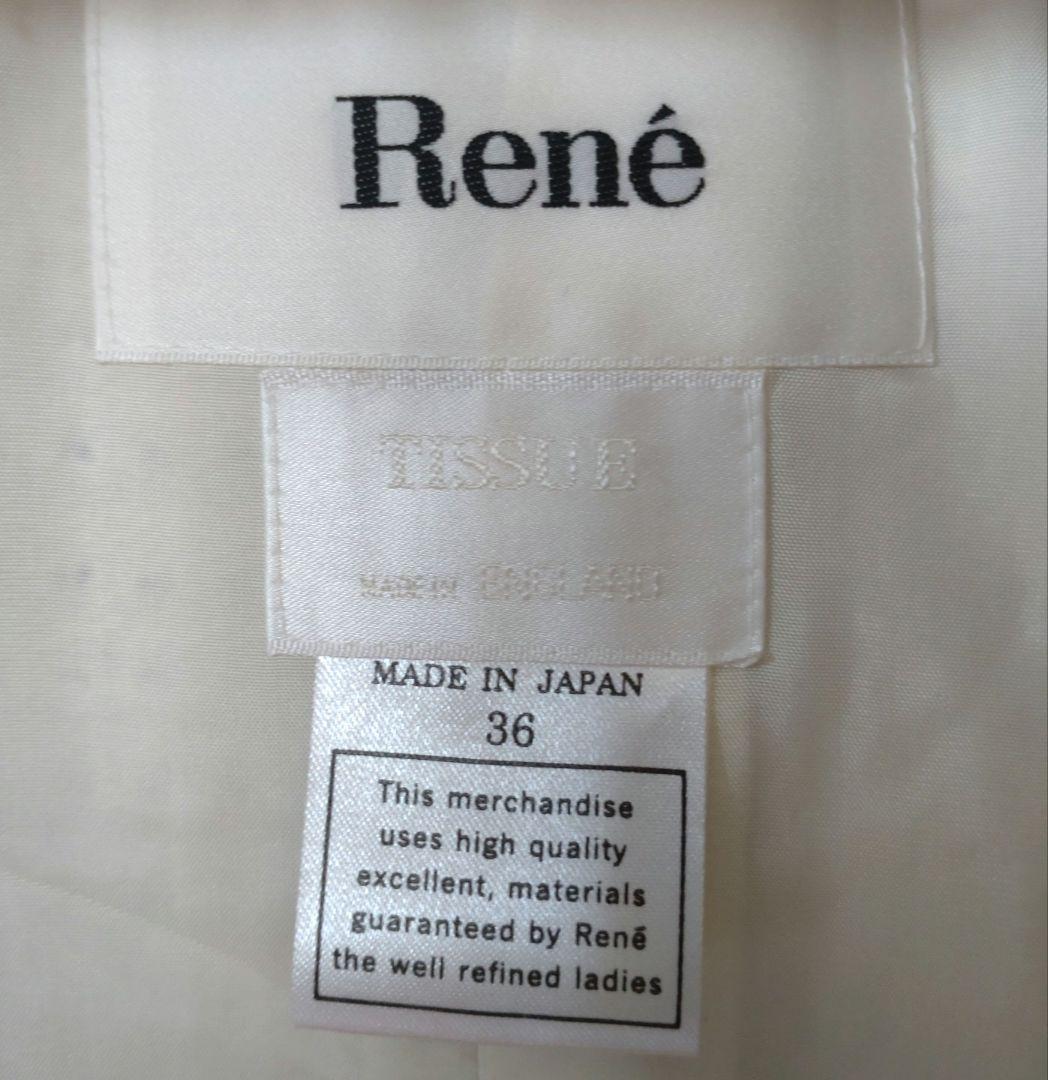 René
TISSUE
MADE IN ENGLAND
MADE IN JAPAN
36
This merchandise
uses high quality
excellent, materials
guaranteed by René
the well refined ladies